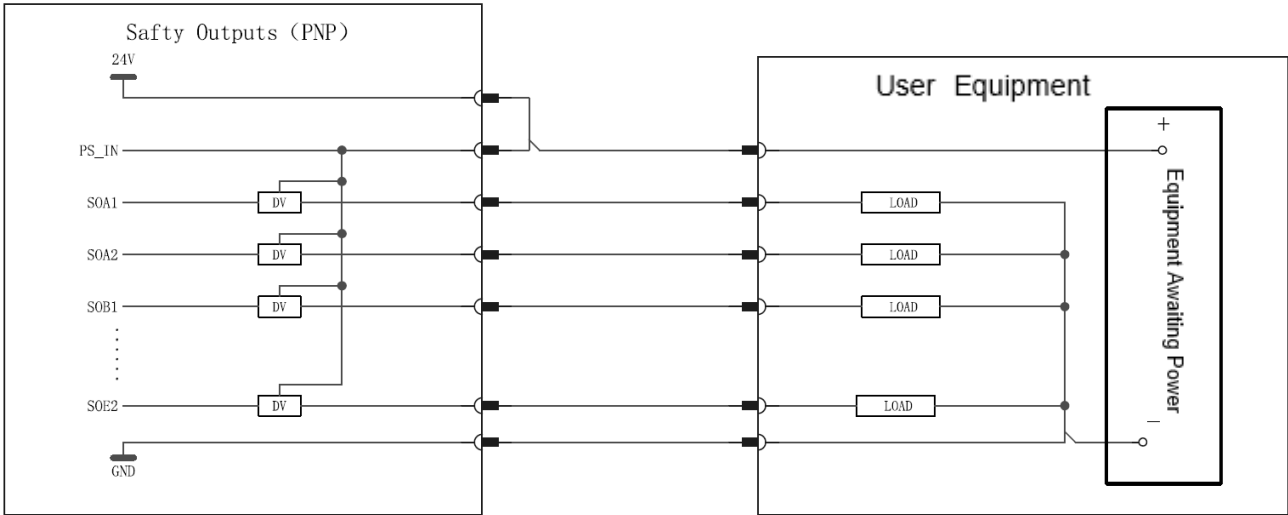 Safty Outputs（PNP）
24V
PS_IN
SOA1
DV
SOA2
DV
SOB1
DV
SOE2
DV
GND
User Equipment
LOAD
LOAD
LOAD
LOAD
+
Equipment Awaiting Power
−